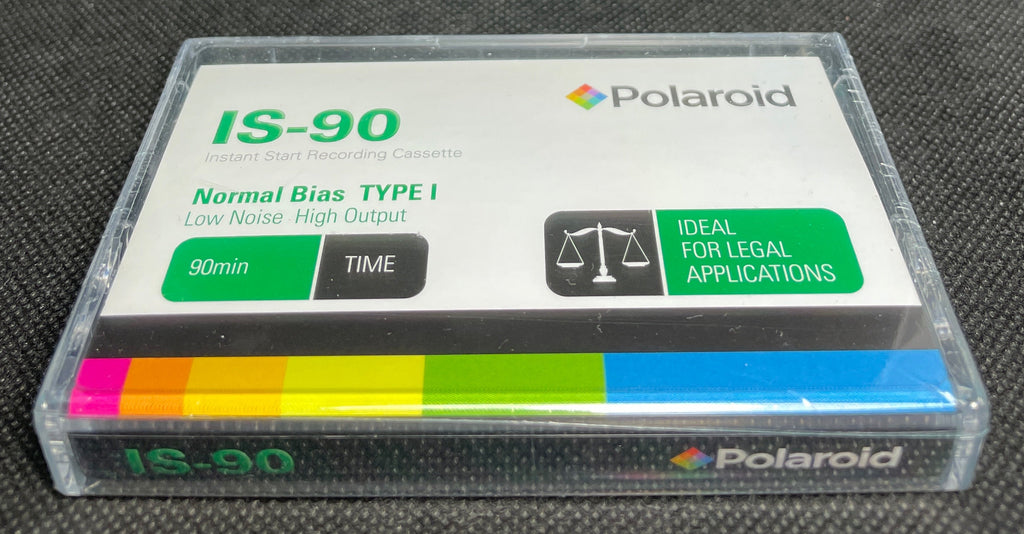 Polaroid
IS-90
Instant Start Recording Cassette
Normal Bias TYPE I
Low Noise High Output
90min TIME
IDEAL
FOR LEGAL
APPLICATIONS
IS-90 Polaroid